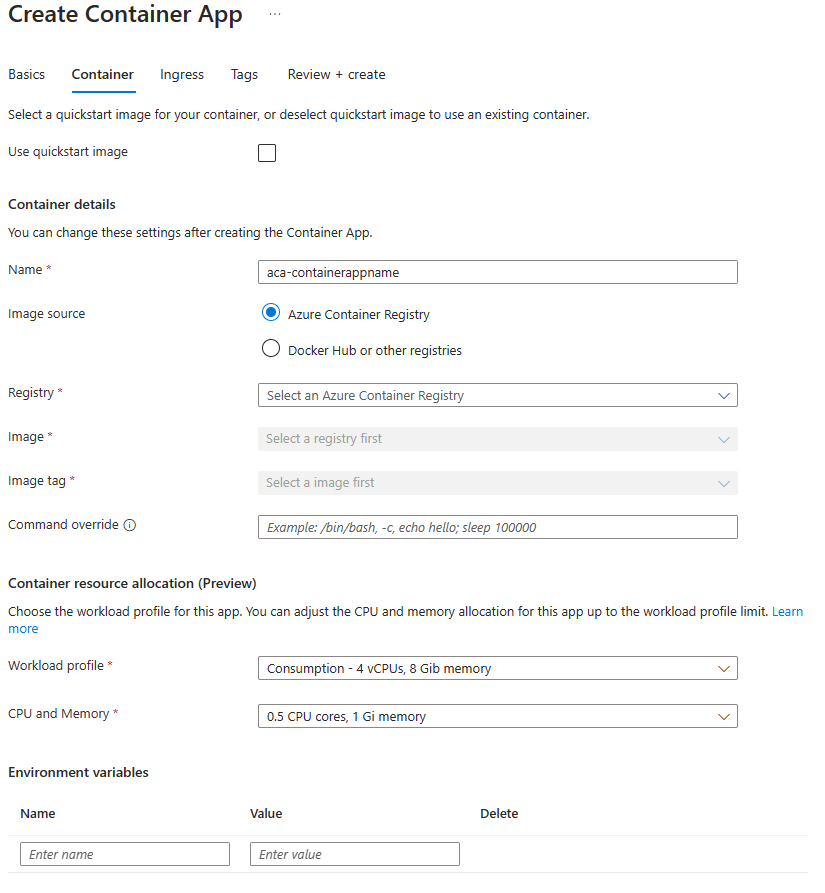 Create Container App ...
Basics Container Ingress Tags Review + create
Select a quickstart image for your container, or deselect quickstart image to use an existing container.
Use quickstart image
Container details
You can change these settings after creating the Container App.
Name * aca-containerappname
Image source Azure Container Registry
Docker Hub or other registries
Registry * Select an Azure Container Registry
Image * Select a registry first
Image tag * Select a image first
Command override Example: /bin/bash, -c, echo hello; sleep 100000
Container resource allocation (Preview)
Choose the workload profile for this app. You can adjust the CPU and memory allocation for this app up to the workload profile limit. Learn
more
Workload profile * Consumption - 4 vCPUs, 8 Gib memory
CPU and Memory * 0.5 CPU cores, 1 Gi memory
Environment variables
Name Value Delete
Enter name Enter value